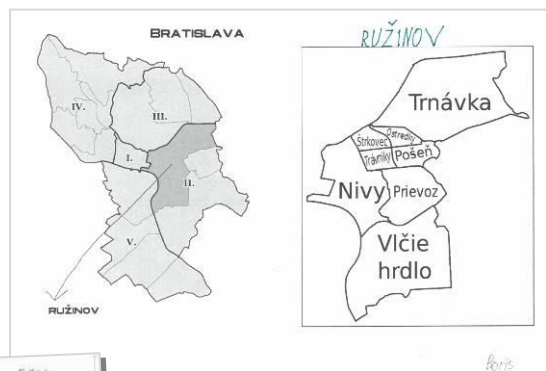 BRATISLAVA
IV.
III.
I.
II.
V.
RUŽINOV
RUŽINOV
Trnávka
Ostredky
Štrkovec
Trávniky
Pošeň
Nivy
Prievoz
Vlčie
hrdlo
Boris